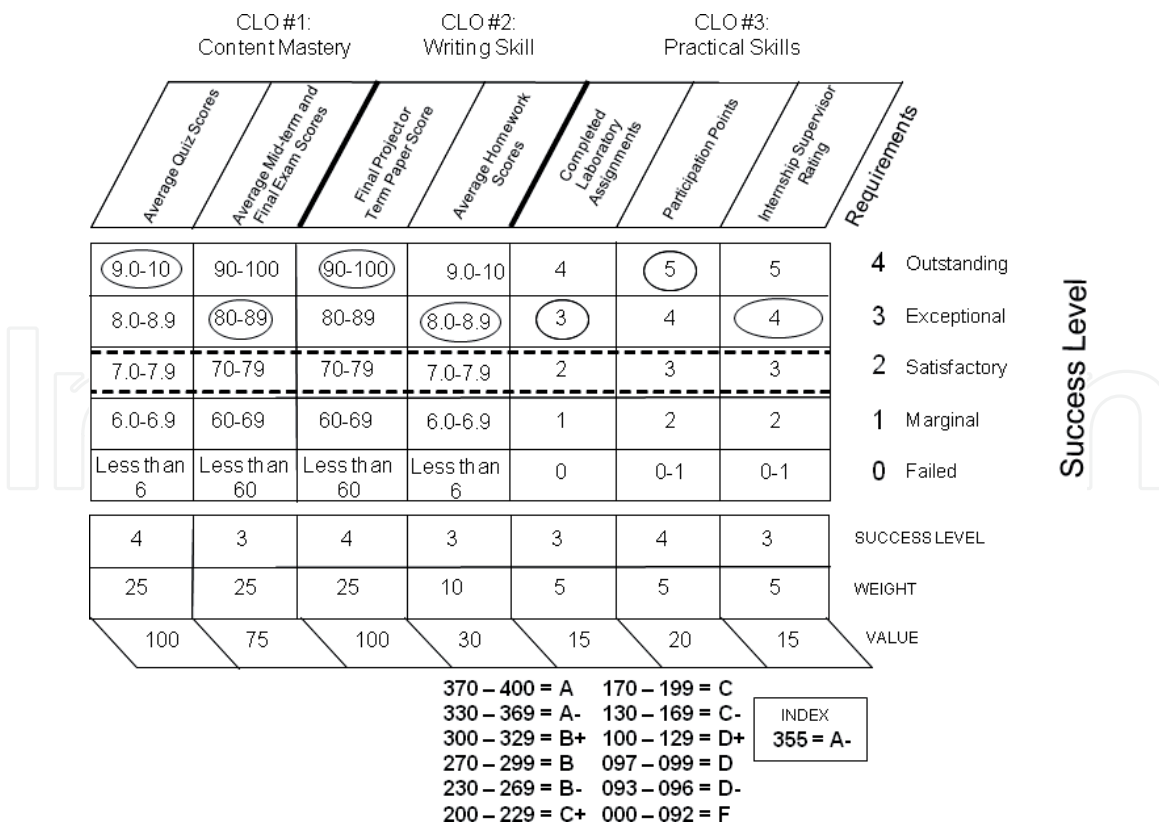 CLO #1:
Content Mastery
CLO #2:
Writing Skill
CLO #3:
Practical Skills
Average Quiz Scores
Average Mid-term and
Final Exam Scores
Final Project or
Term Paper Score
Average Homework
Scores
Completed
Laboratory
Assignments
Participation Points
Internship Supervisor
Rating
Requirements
9.0-10 90-100 90-100 9.0-10 4 5 5 4 Outstanding
8.0-8.9 80-89 80-89 8.0-8.9 3 4 4 3 Exceptional
7.0-7.9 70-79 70-79 7.0-7.9 2 3 3 2 Satisfactory
6.0-6.9 60-69 60-69 6.0-6.9 1 2 2 1 Marginal
Less than Less than Less than Less than
6 60 60 6 0 0-1 0-1 0 Failed
Success Level
4 3 4 3 3 4 3 SUCCESS LEVEL
25 25 25 10 5 5 5 WEIGHT
100 75 100 30 15 20 15 VALUE
370 – 400 = A 170 – 199 = C
330 – 369 = A- 130 – 169 = C-
300 – 329 = B+ 100 – 129 = D+
270 – 299 = B 097 – 099 = D
230 – 269 = B- 093 – 096 = D-
200 – 229 = C+ 000 – 092 = F
INDEX
355 = A-